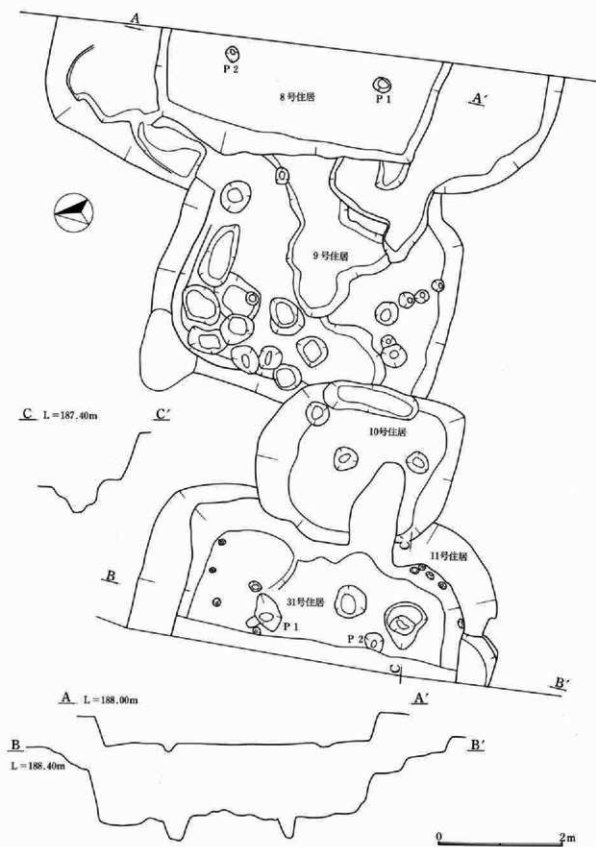 A
P 2
P 1
8号住居
A′
9号住居
C L=187.40m C′
10号住居
C′
11号住居
B
31号住居
P 1
P 2
C
B′
A L=188.00m A′
B B′
L=188.40m
0 2m